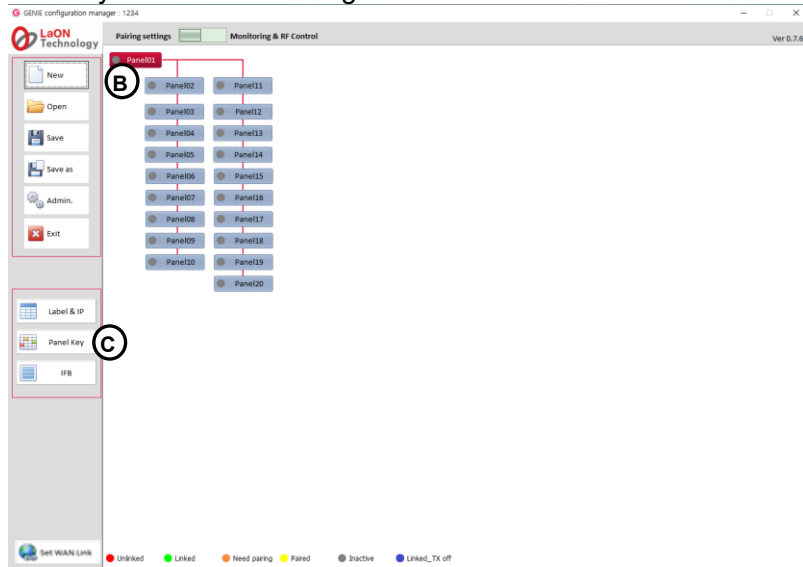 GENIE configuration manager : 1234
LaON Technology
Pairing settings Monitoring & RF Control
Ver 0.7.6
New
Open
Save
Save as
Admin.
Exit
Label & IP
Panel Key
IFB
Set WAN Link
B
C
Panel01
Panel02 Panel11
Panel03 Panel12
Panel04 Panel13
Panel05 Panel14
Panel06 Panel15
Panel07 Panel16
Panel08 Panel17
Panel09 Panel18
Panel10 Panel19
Panel20
Unlinked Linked Need pairing Paired Inactive Linked_TX off